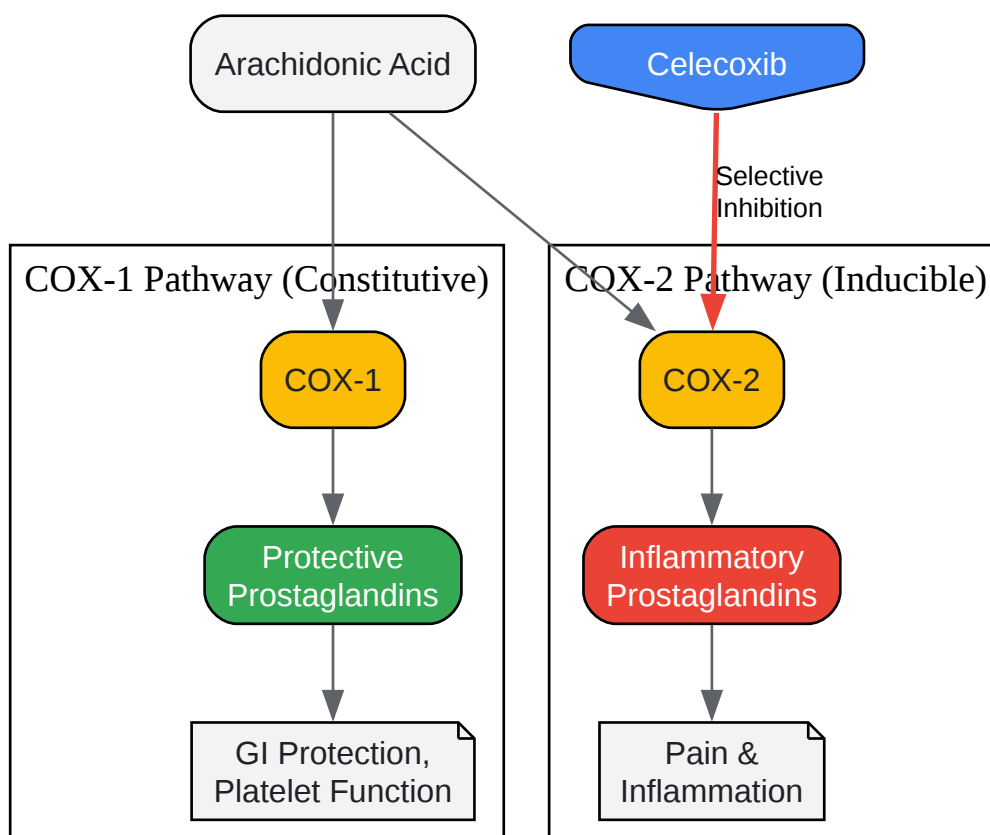 Arachidonic Acid
Celecoxib
Selective
Inhibition
COX-1 Pathway (Constitutive)
COX-2 Pathway (Inducible)
COX-1
COX-2
Protective
Prostaglandins
Inflammatory
Prostaglandins
GI Protection,
Platelet Function
Pain &
Inflammation